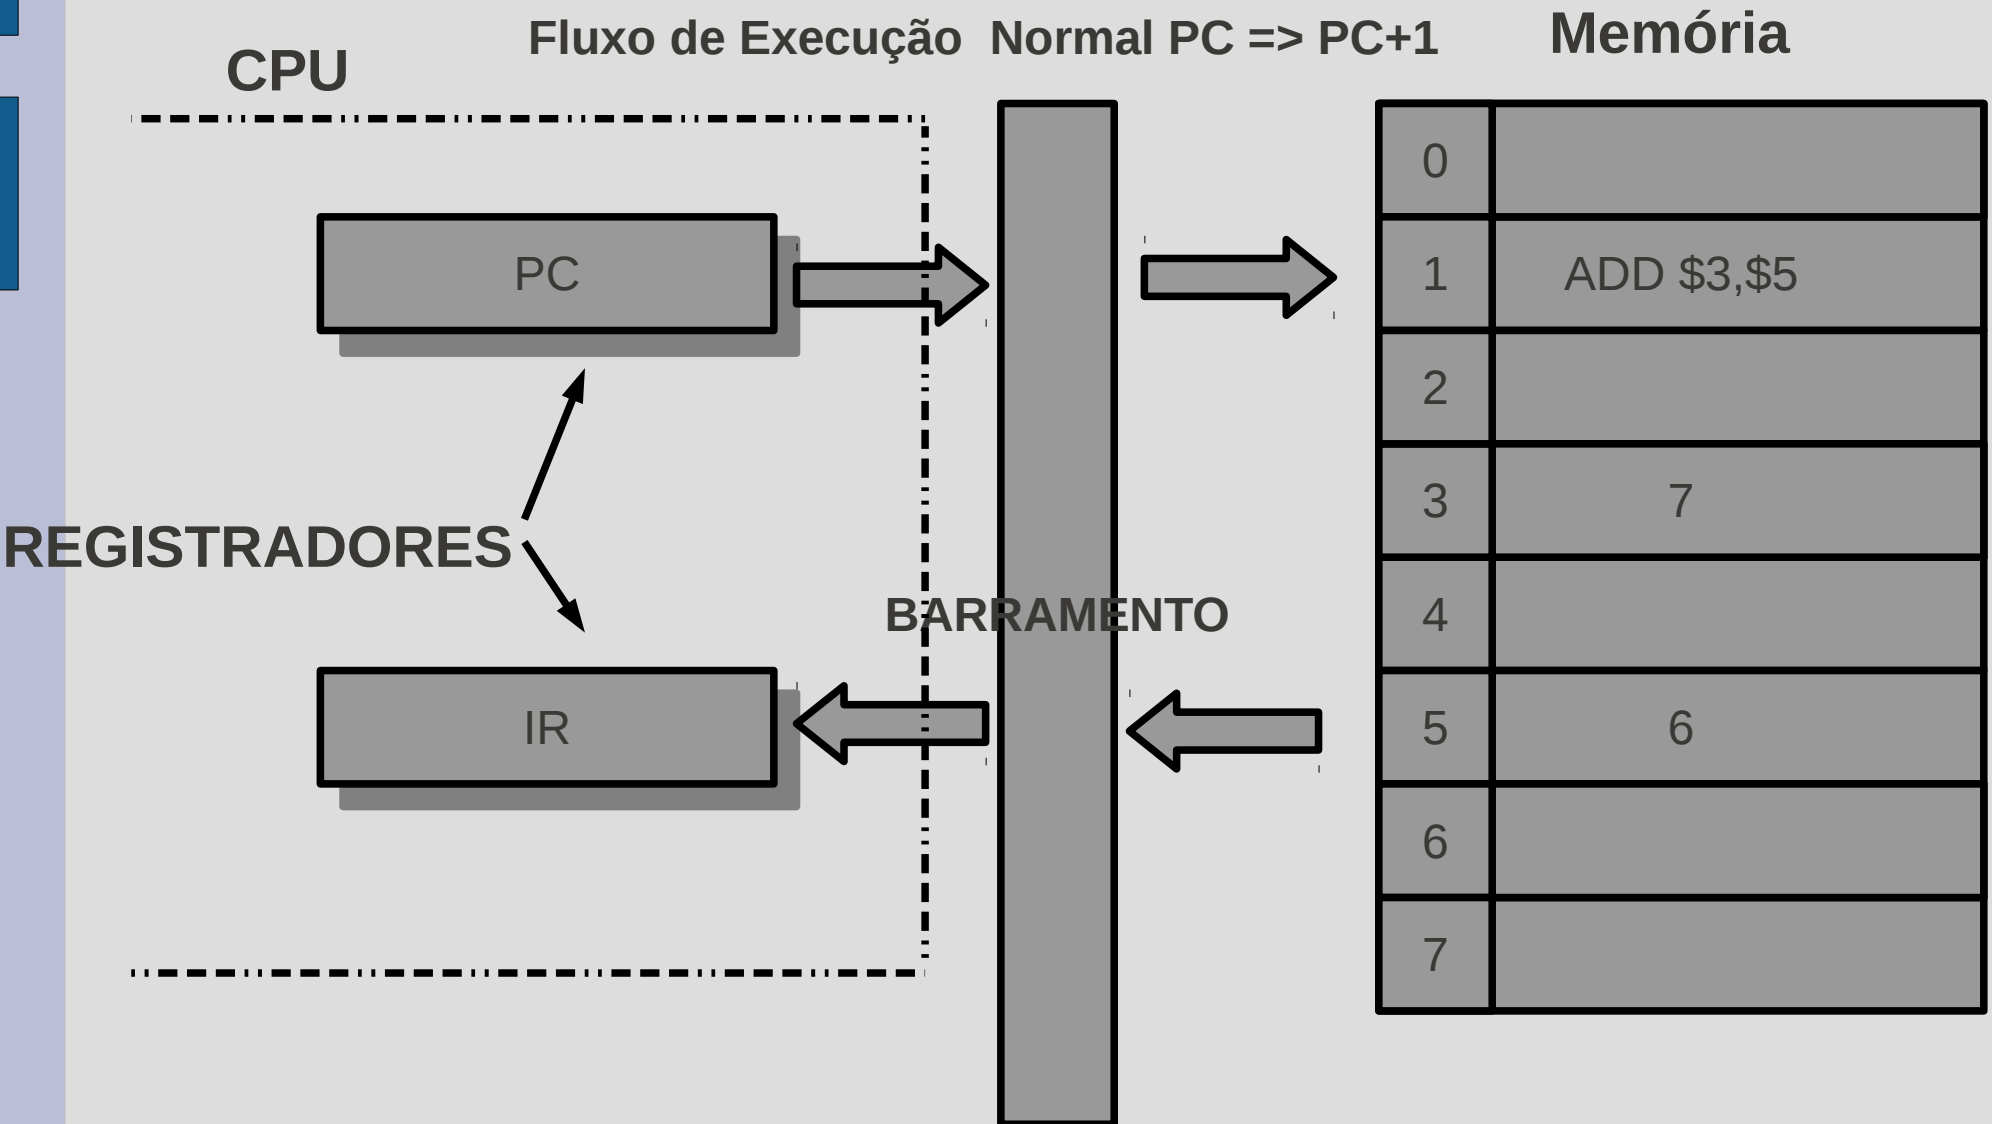 Fluxo de Execução  Normal PC => PC+1
Memória
CPU
0
PC
1 ADD $3,$5
2
3 7
REGISTRADORES
BARRAMENTO
4
IR
5 6
6
7